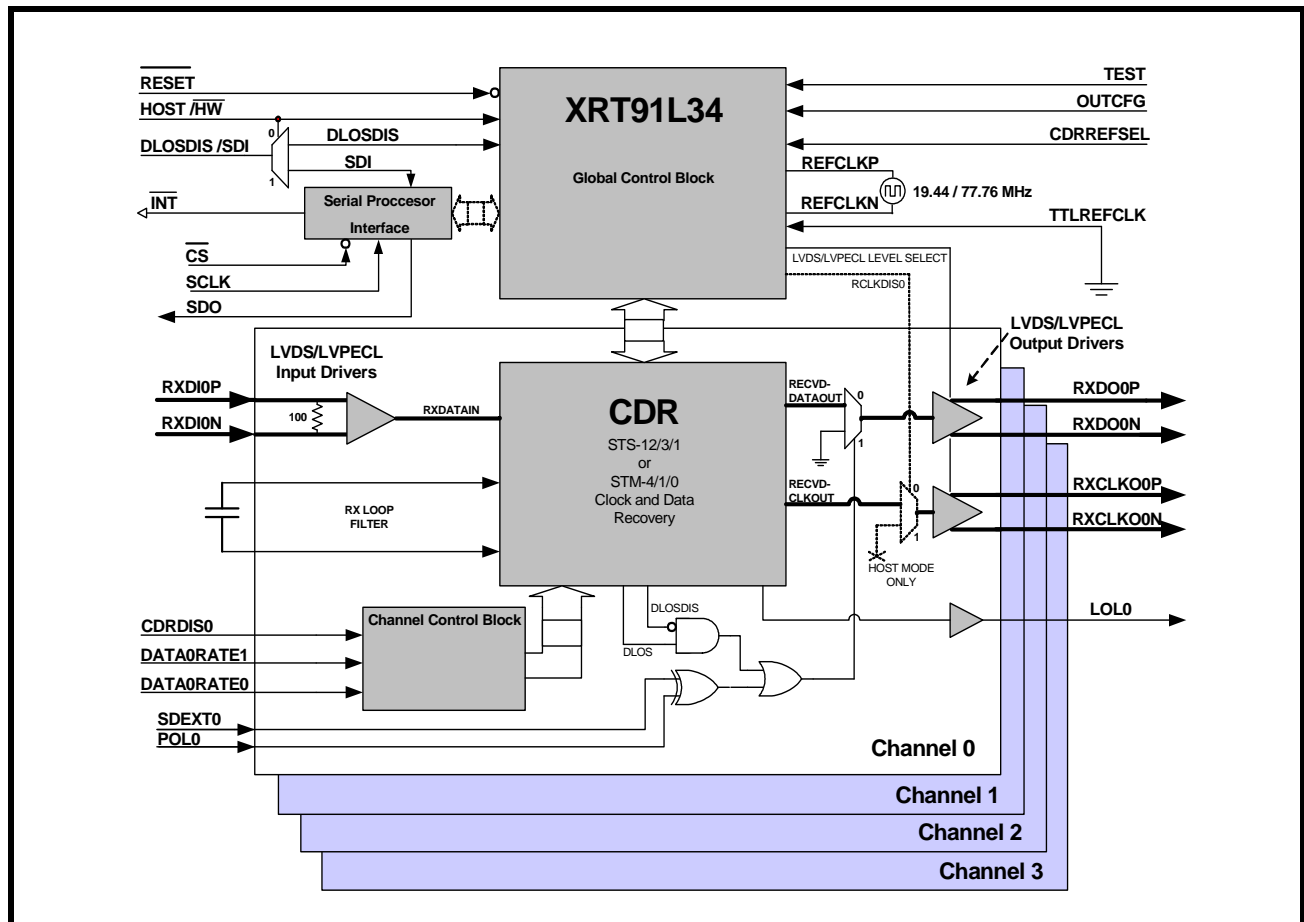 RESET
HOST /HW
DLOSDIS /SDI
0
1
DLOSDIS
SDI
INT
Serial Proccesor
Interface
CS
SCLK
SDO
XRT91L34
Global Control Block
TEST
OUTCFG
CDRREFSEL
REFCLKP
REFCLKN
19.44 / 77.76 MHz
TTLREFCLK
LVDS/LVPECL LEVEL SELECT
RCLKDIS0
LVDS/LVPECL
Input Drivers
LVDS/LVPECL
Output Drivers
RXDI0P
RXDI0N
100
RXDATAIN
CDR
STS-12/3/1
or
STM-4/1/0
Clock and Data
Recovery
RECVD-
DATAOUT
0
1
RECVD-
CLKOUT
0
1
HOST MODE
ONLY
RXDO0P
RXDO0N
RXCLKO0P
RXCLKO0N
RX LOOP
FILTER
LOL0
CDRDIS0
DATA0RATE1
DATA0RATE0
Channel Control Block
DLOSDIS
DLOS
SDEXT0
POL0
Channel 0
Channel 1
Channel 2
Channel 3